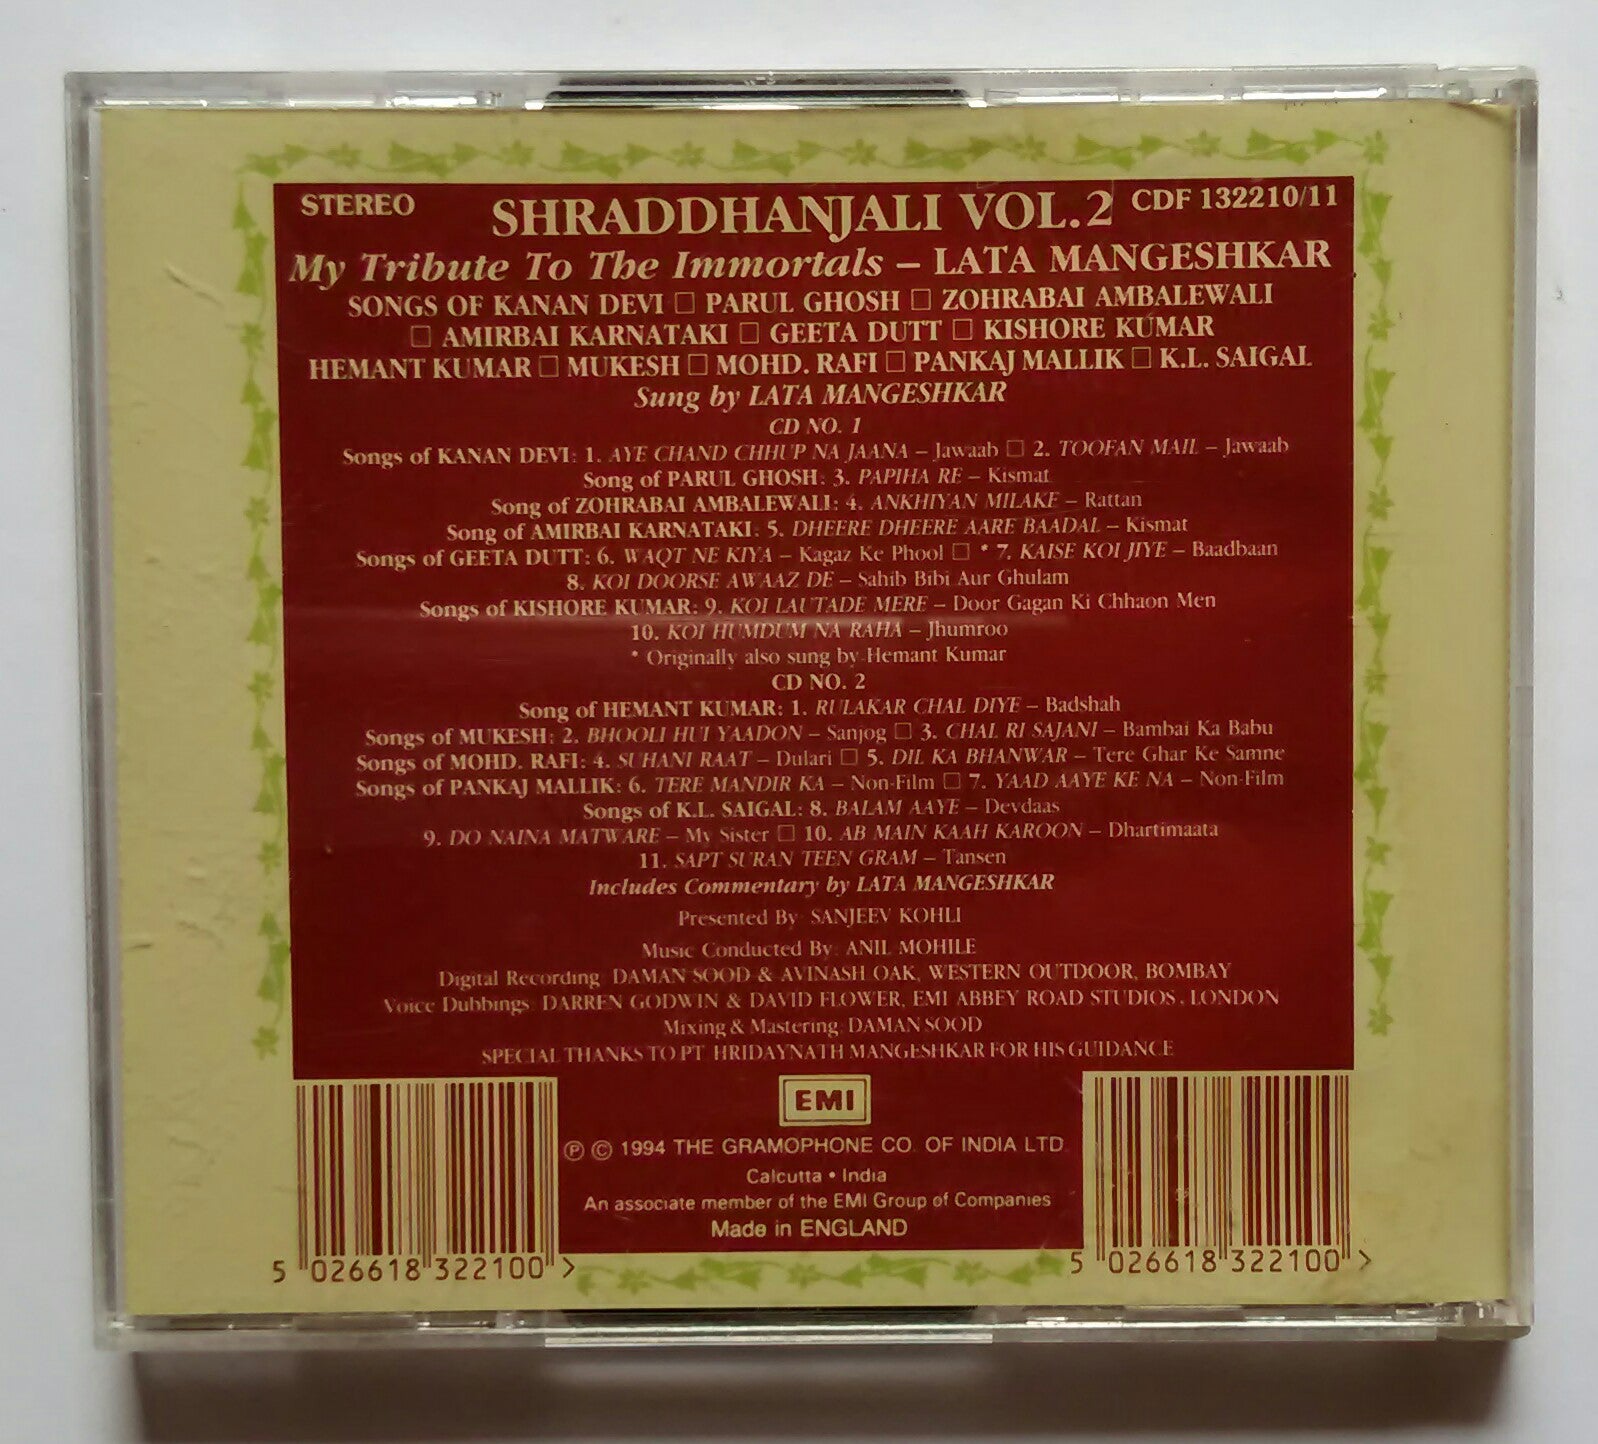 STEREO SHRADDHANJALI VOL.2 CDF 132210/11
My Tribute To The Immortals – LATA MANGESHKAR
SONGS OF KANAN DEVI □ PARUL GHOSH □ ZOHRABAI AMBALEWALI
□ AMIRBAI KARNATAKI □ GEETA DUTT □ KISHORE KUMAR
HEMANT KUMAR □ MUKESH □ MOHD. RAFI □ PANKAJ MALLIK □ K.L. SAIGAL
Sung by LATA MANGESHKAR
CD NO. 1
Songs of KANAN DEVI: 1. AYE CHAND CHHUP NA JAANA – Jawaab □ 2. TOOFAN MAIL – Jawaab
Song of PARUL GHOSH: 3. PAPIHA RE – Kismat
Song of ZOHRABAI AMBALEWALI: 4. ANKHIYAN MILAKE – Rattan
Song of AMIRBAI KARNATAKI: 5. DHEERE DHEERE AARE BAADAL – Kismat
Songs of GEETA DUTT: 6. WAQT NE KIYA – Kagaz Ke Phool □ * 7. KAISE KOI JIYE – Baadbaan
8. KOI DOORSE AWAAZ DE – Sahib Bibi Aur Ghulam
Songs of KISHORE KUMAR: 9. KOI LAUTADE MERE – Door Gagan Ki Chhaon Men
10. KOI HUMDUM NA RAHA – Jhumroo
* Originally also sung by Hemant Kumar
CD NO. 2
Song of HEMANT KUMAR: 1. RULAKAR CHAL DIYE – Badshah
Songs of MUKESH: 2. BHOOLI HUI YAADON – Sanjog □ 3. CHAL RI SAJANI – Bambai Ka Babu
Songs of MOHD. RAFI: 4. SUHANI RAAT – Dulari □ 5. DIL KA BHANWAR – Tere Ghar Ke Samne
Songs of PANKAJ MALLIK: 6. TERE MANDIR KA – Non-Film □ 7. YAAD AAYE KE NA – Non-Film
Songs of K.L. SAIGAL: 8. BALAM AAYE – Devdaas
9. DO NAINA MATWARE – My Sister □ 10. AB MAIN KAAH KAROON – Dhartimaata
11. SAPT SURAN TEEN GRAM – Tansen
Includes Commentary by LATA MANGESHKAR
Presented By: SANJEEV KOHLI
Music Conducted By: ANIL MOHILE
Digital Recording: DAMAN SOOD & AVINASH OAK, WESTERN OUTDOOR, BOMBAY
Voice Dubbings: DARREN GODWIN & DAVID FLOWER, EMI ABBEY ROAD STUDIOS, LONDON
Mixing & Mastering: DAMAN SOOD
SPECIAL THANKS TO PT. HRIDAYNATH MANGESHKAR FOR HIS GUIDANCE
EMI
Ⓟ © 1994 THE GRAMOPHONE CO. OF INDIA LTD.
Calcutta • India
An associate member of the EMI Group of Companies
Made in ENGLAND
5 026618 322100 >
5 026618 322100 >